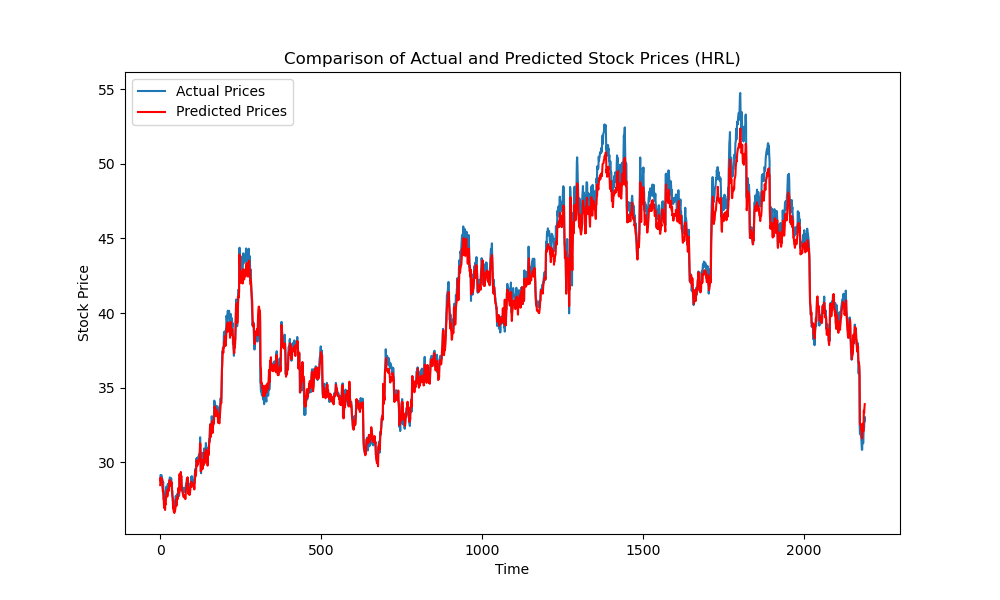 Comparison of Actual and Predicted Stock Prices (HRL)
Actual Prices
Predicted Prices
Stock Price
55
50
45
40
35
30
0 500 1000 1500 2000
Time